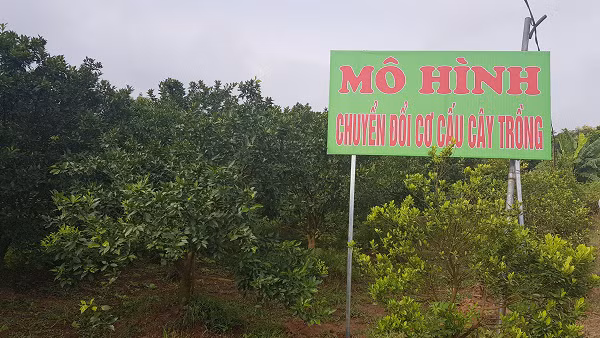 MÔ HÌNH
CHUYỂN ĐỔI CƠ CẤU CÂY TRỒNG